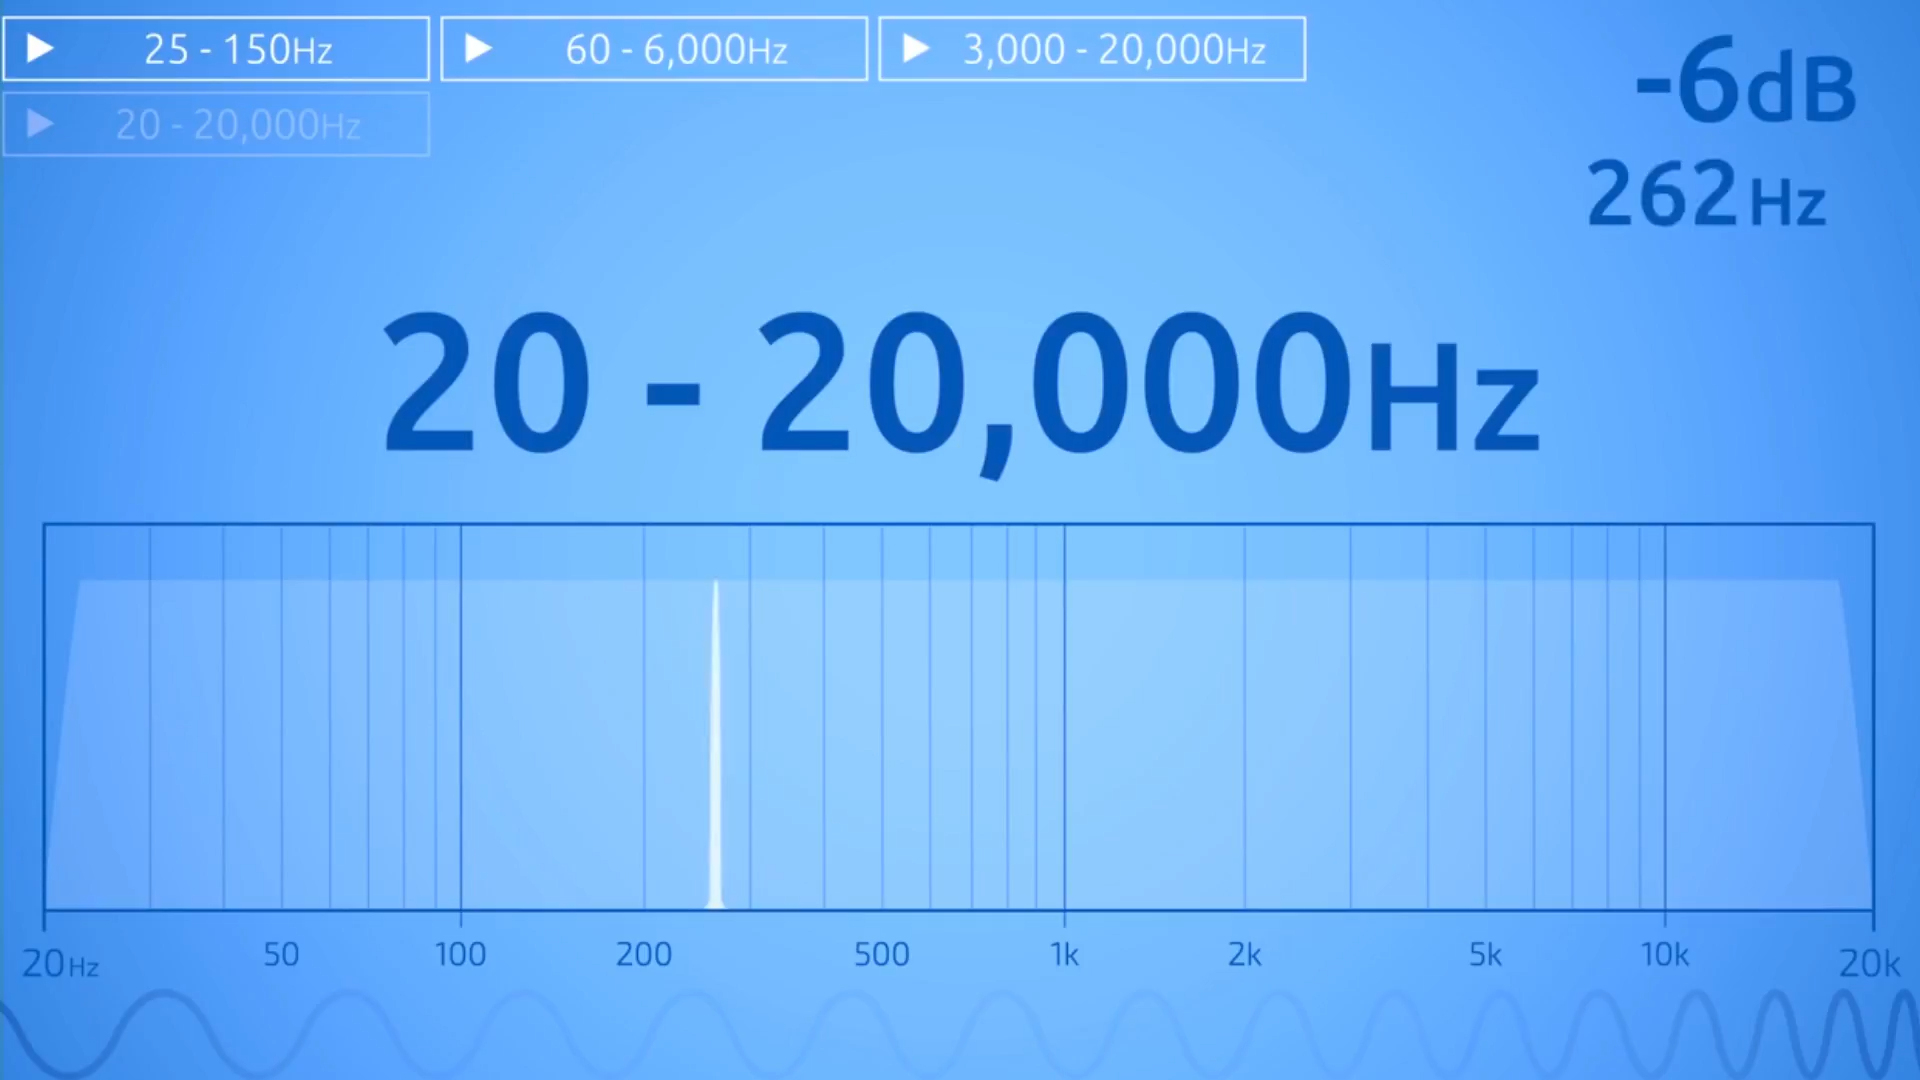 25 - 150Hz
60 - 6,000Hz
3,000 - 20,000Hz
20 - 20,000Hz
-6dB
262Hz
20 - 20,000Hz
20Hz 50 100 200 500 1k 2k 5k 10k 20k